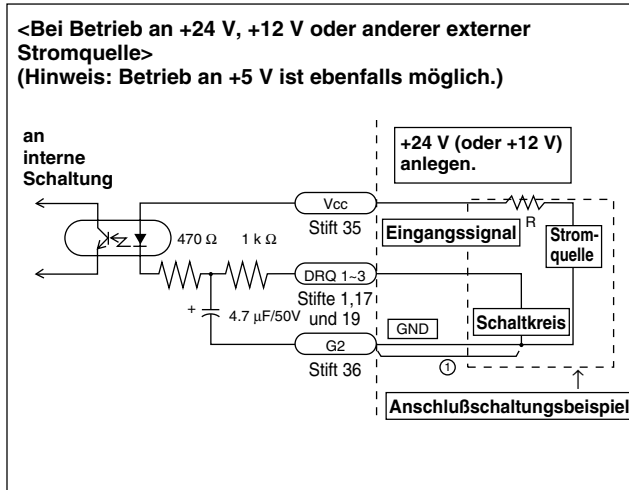 <Bei Betrieb an +24 V, +12 V oder anderer externer
Stromquelle>
(Hinweis: Betrieb an +5 V ist ebenfalls möglich.)
an
interne
Schaltung
+24 V (oder +12 V)
anlegen.
Vcc
Stift 35
Eingangssignal
R
Strom-
quelle
470 Ω
1 k Ω
DRQ 1~3
Stifte 1,17
und 19
+
4.7 μF/50V
GND
Schaltkreis
G2
Stift 36
①
Anschlußschaltungsbeispiel